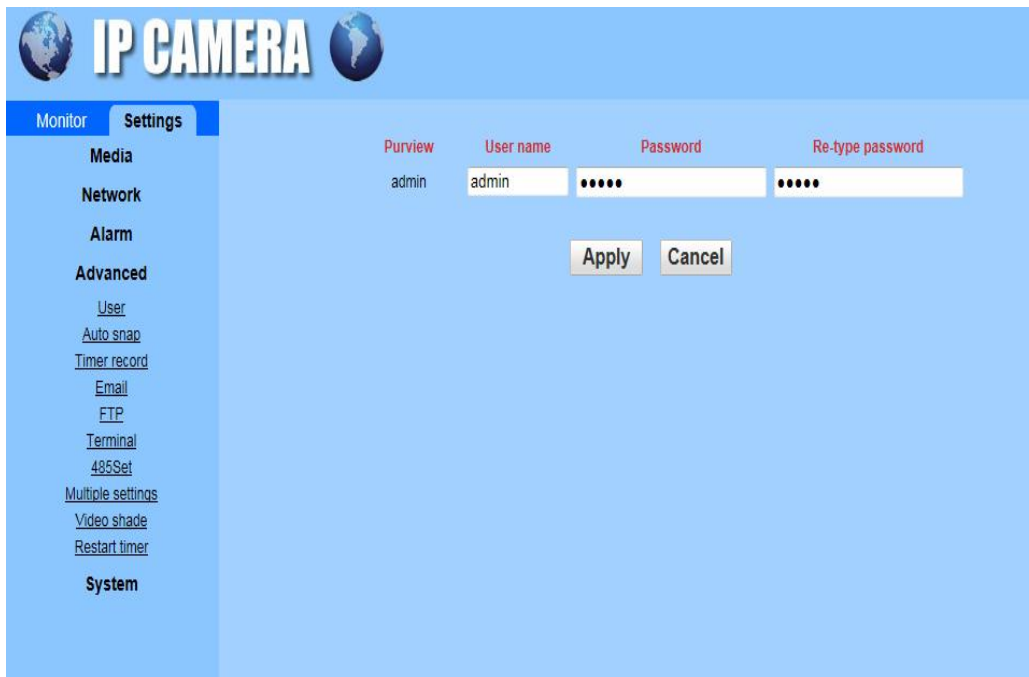 IP CAMERA
Monitor Settings
Media
Network
Alarm
Advanced
User
Auto snap
Timer record
Email
FTP
Terminal
485Set
Multiple settings
Video shade
Restart timer
System
Purview User name Password Re-type password
admin admin ••••• •••••
Apply Cancel